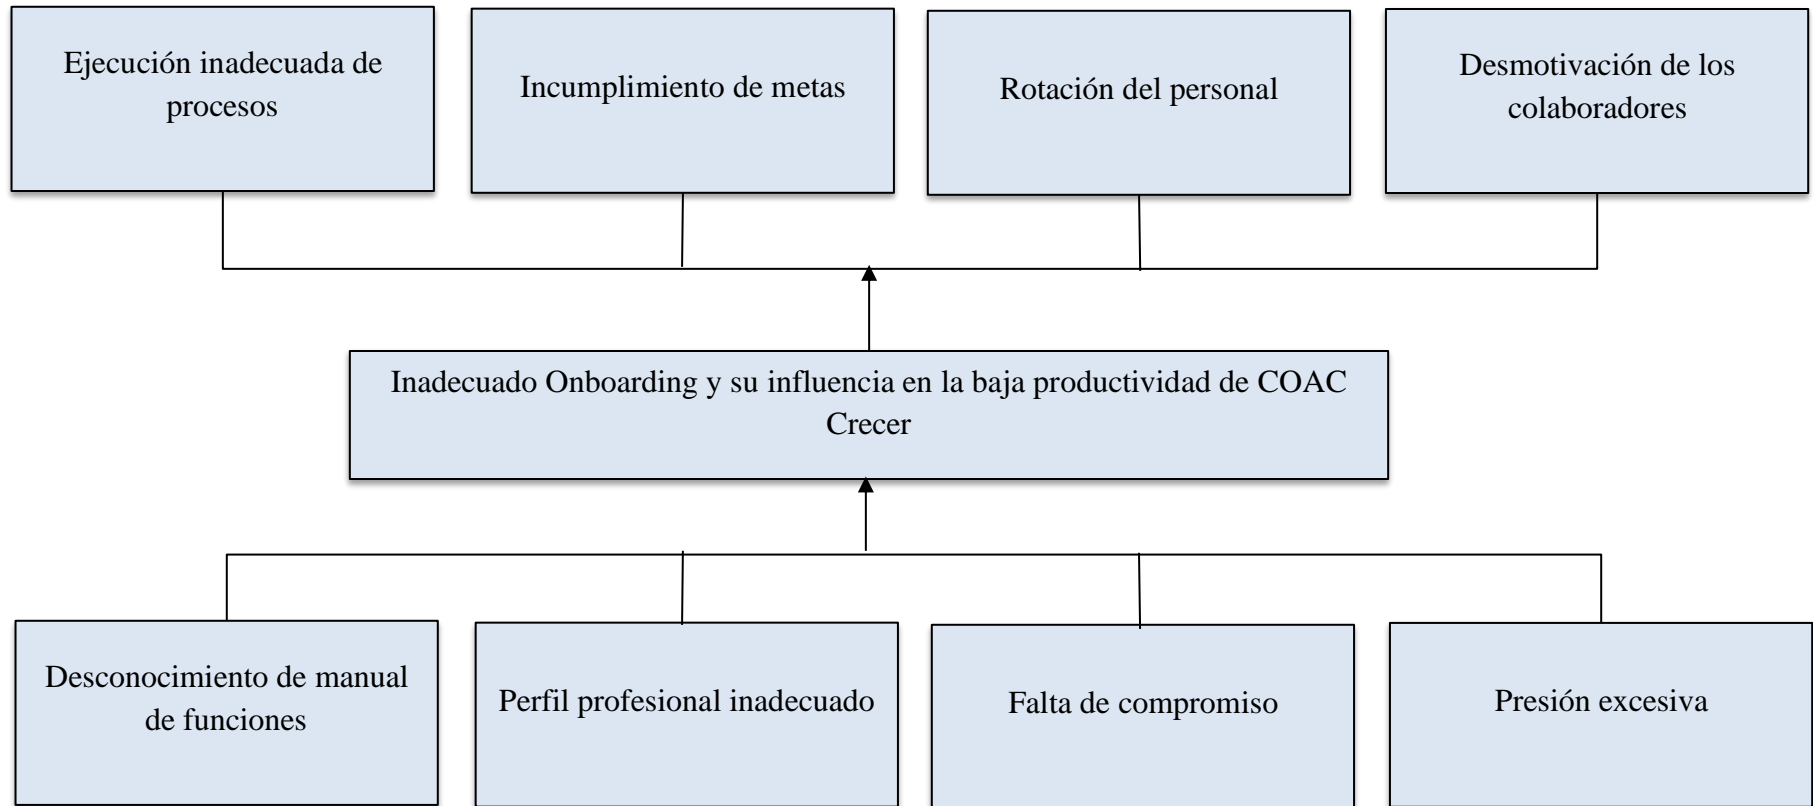 Ejecución inadecuada de
procesos
Incumplimiento de metas
Rotación del personal
Desmotivación de los
colaboradores
Inadecuado Onboarding y su influencia en la baja productividad de COAC
Crecer
Desconocimiento de manual
de funciones
Perfil profesional inadecuado
Falta de compromiso
Presión excesiva